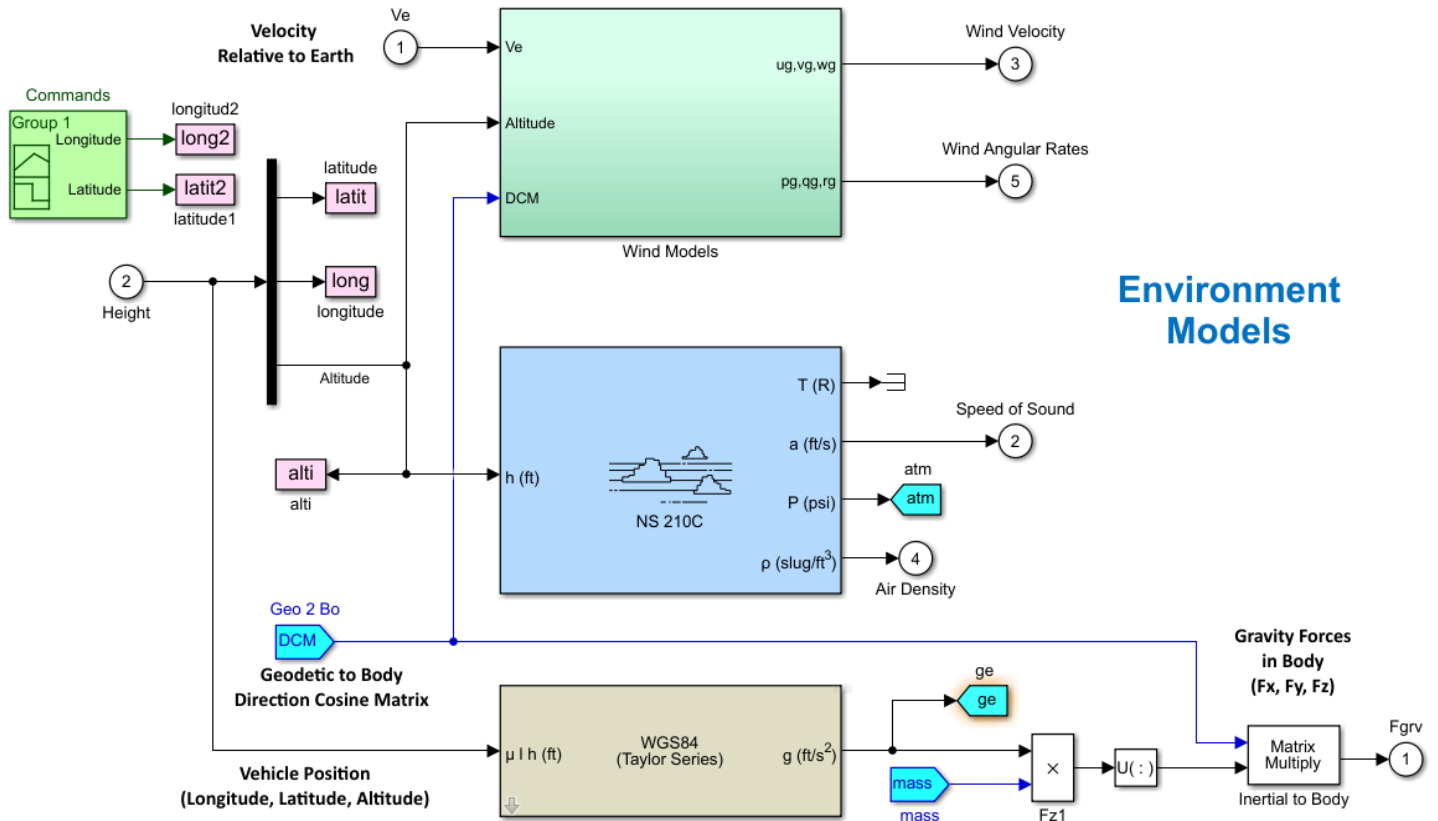 Velocity
Relative to Earth
Ve
1
Ve
Altitude
DCM
ug,vg,wg
pg,qg,rg
Wind Models
Wind Velocity
3
Wind Angular Rates
5
Commands
Group 1
Longitude
Latitude
longitud2
long2
latit2
latitude1
latitude
latit
long
longitude
2
Height
Altitude
Environment
Models
alti
alti
h (ft)
NS 210C
T (R)
a (ft/s)
P (psi)
ρ (slug/ft³)
Speed of Sound
2
atm
atm
4
Air Density
Geo 2 Bo
DCM
Geodetic to Body
Direction Cosine Matrix
Gravity Forces
in Body
(Fx, Fy, Fz)
Vehicle Position
(Longitude, Latitude, Altitude)
μ l h (ft)
WGS84
(Taylor Series)
g (ft/s²)
ge
ge
mass
mass
×
Fz1
U( : )
Matrix
Multiply
Inertial to Body
Fgrv
1